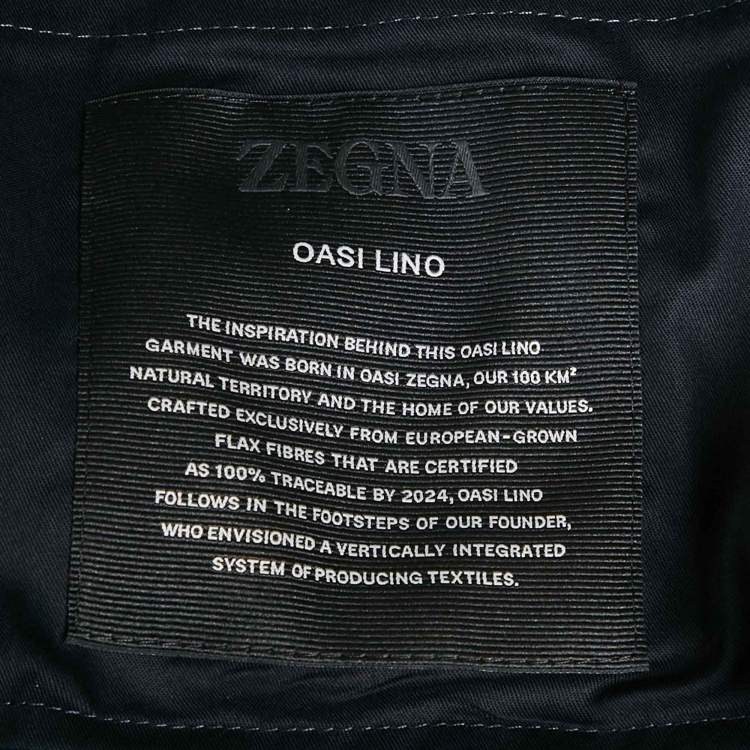 ZEGNA
OASI LINO
THE INSPIRATION BEHIND THIS OASI LINO
GARMENT WAS BORN IN OASI ZEGNA, OUR 100 KM²
NATURAL TERRITORY AND THE HOME OF OUR VALUES.
CRAFTED EXCLUSIVELY FROM EUROPEAN-GROWN
FLAX FIBRES THAT ARE CERTIFIED
AS 100% TRACEABLE BY 2024, OASI LINO
FOLLOWS IN THE FOOTSTEPS OF OUR FOUNDER,
WHO ENVISIONED A VERTICALLY INTEGRATED
SYSTEM OF PRODUCING TEXTILES.